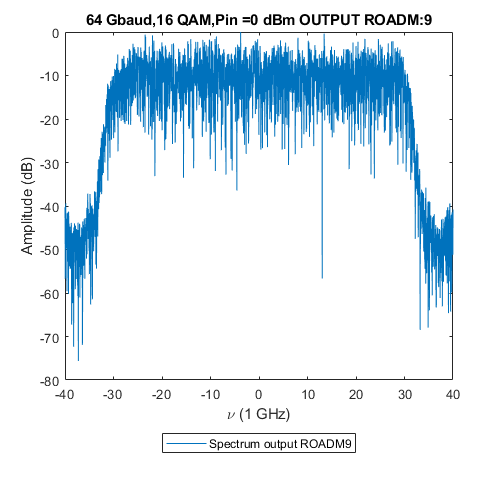 64 Gbaud,16 QAM,Pin =0 dBm OUTPUT ROADM:9
0
-10
-20
-30
-40
-50
-60
-70
-80
Amplitude (dB)
-40 -30 -20 -10 0 10 20 30 40
ν (1 GHz)
Spectrum output ROADM9